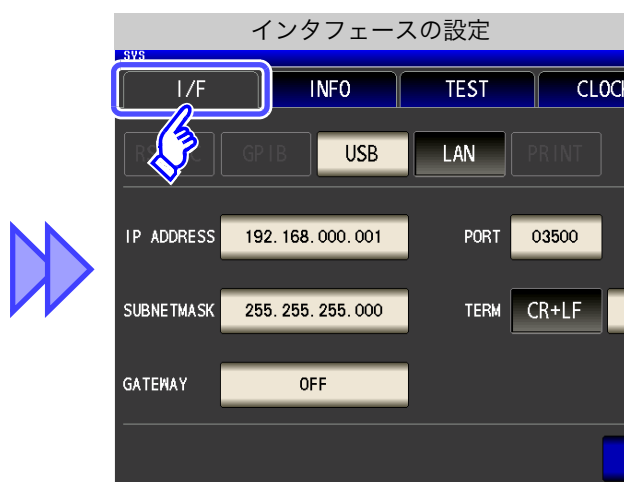 インタフェースの設定
SYS
I/F INFO TEST
GPIB USB LAN PRINT
IP ADDRESS 192.168.000.001 PORT 03500
SUBNETMASK 255.255.255.000 TERM CR+LF
GATEWAY OFF